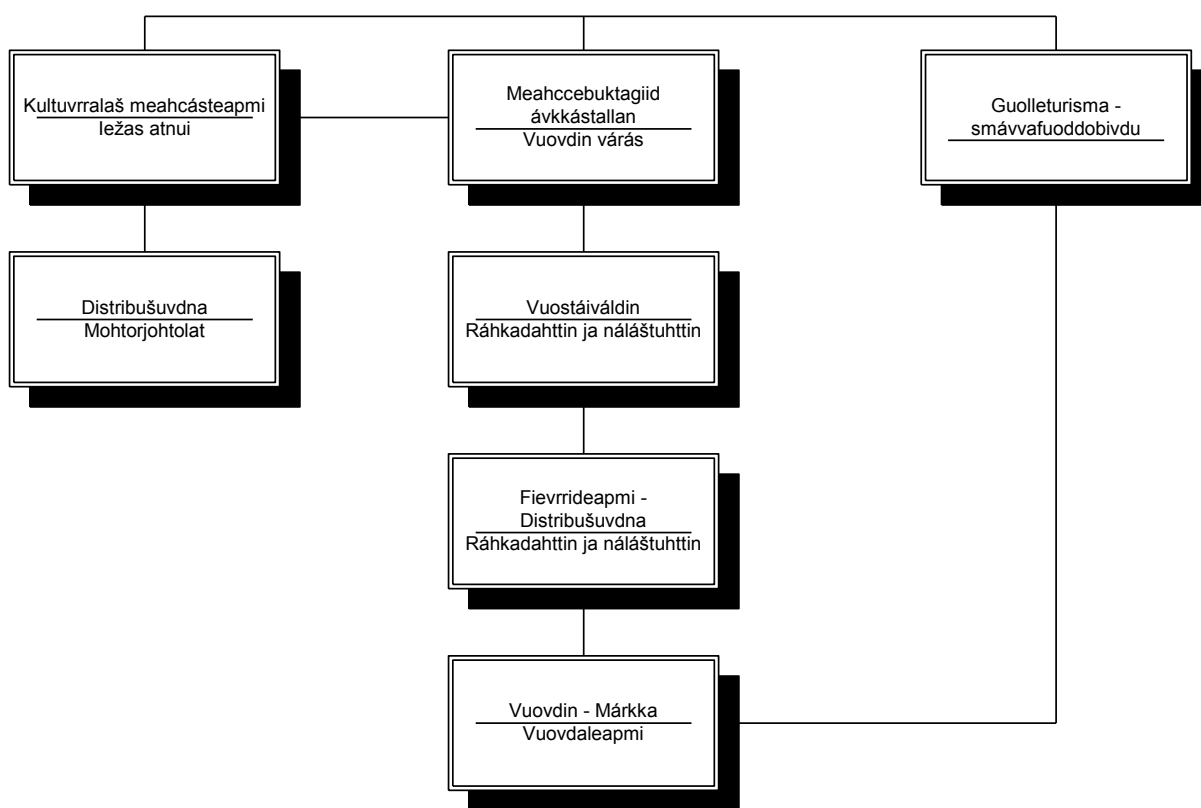 Kultuvrralaš meahcásteapmi
Iežas atnui
Meahccebuktagiid
ávkkástallan
Vuovdin várás
Guolleturisma -
smávvafuoddobivdu
Distribušuvdna
Mohtorjohtolat
Vuostáiváldin
Ráhkadahttin ja náláštuhttin
Fievrrideapmi -
Distribušuvdna
Ráhkadahttin ja náláštuhttin
Vuovdin - Márkka
Vuovdaleapmi